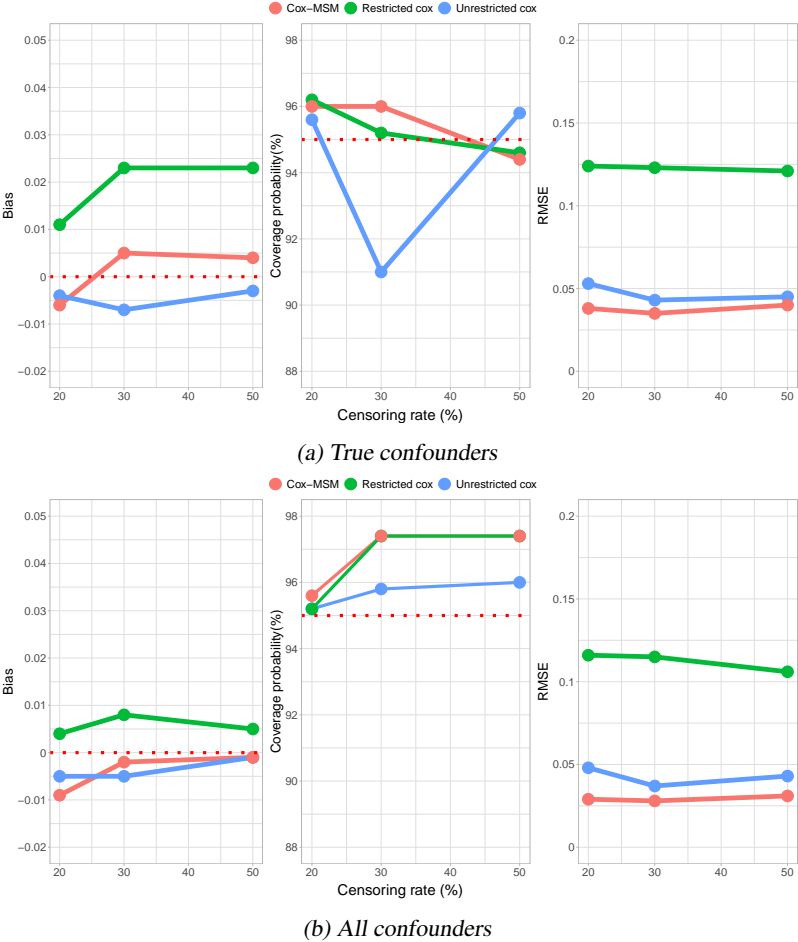 Cox−MSM Restricted cox Unrestricted cox
0.05
0.04
0.03
0.02
0.01
0
−0.01
−0.02
Bias
20 30 40 50
98
96
94
92
90
88
Coverage probability(%)
20 30 40 50
Censoring rate (%)
0.2
0.15
0.1
0.05
0
RMSE
20 30 40 50
(a) True confounders
Cox−MSM Restricted cox Unrestricted cox
0.05
0.04
0.03
0.02
0.01
0
−0.01
−0.02
Bias
20 30 40 50
98
96
94
92
90
88
Coverage probability(%)
20 30 40 50
Censoring rate (%)
0.2
0.15
0.1
0.05
0
RMSE
20 30 40 50
(b) All confounders